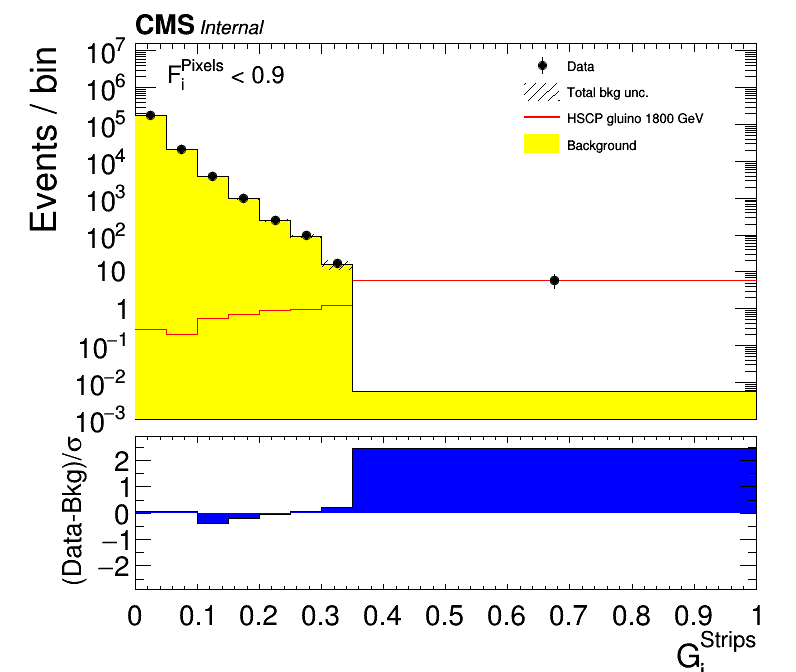 CMS Internal
Events / bin
10^7
10^6
10^5
10^4
10^3
10^2
10
1
10^−1
10^−2
10^−3
F_i^Pixels < 0.9
Data
Total bkg unc.
HSCP gluino 1800 GeV
Background
(Data-Bkg)/σ
2
1
0
−1
−2
0 0.1 0.2 0.3 0.4 0.5 0.6 0.7 0.8 0.9 1
G_i^Strips